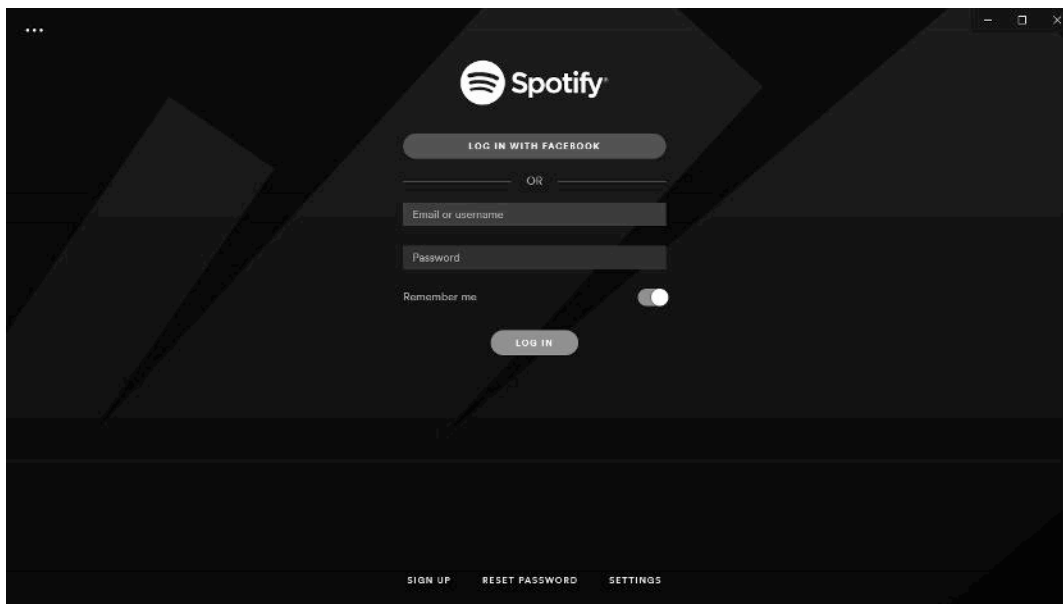 Spotify®
LOG IN WITH FACEBOOK
OR
Email or username
Password
Remember me
LOG IN
SIGN UP RESET PASSWORD SETTINGS